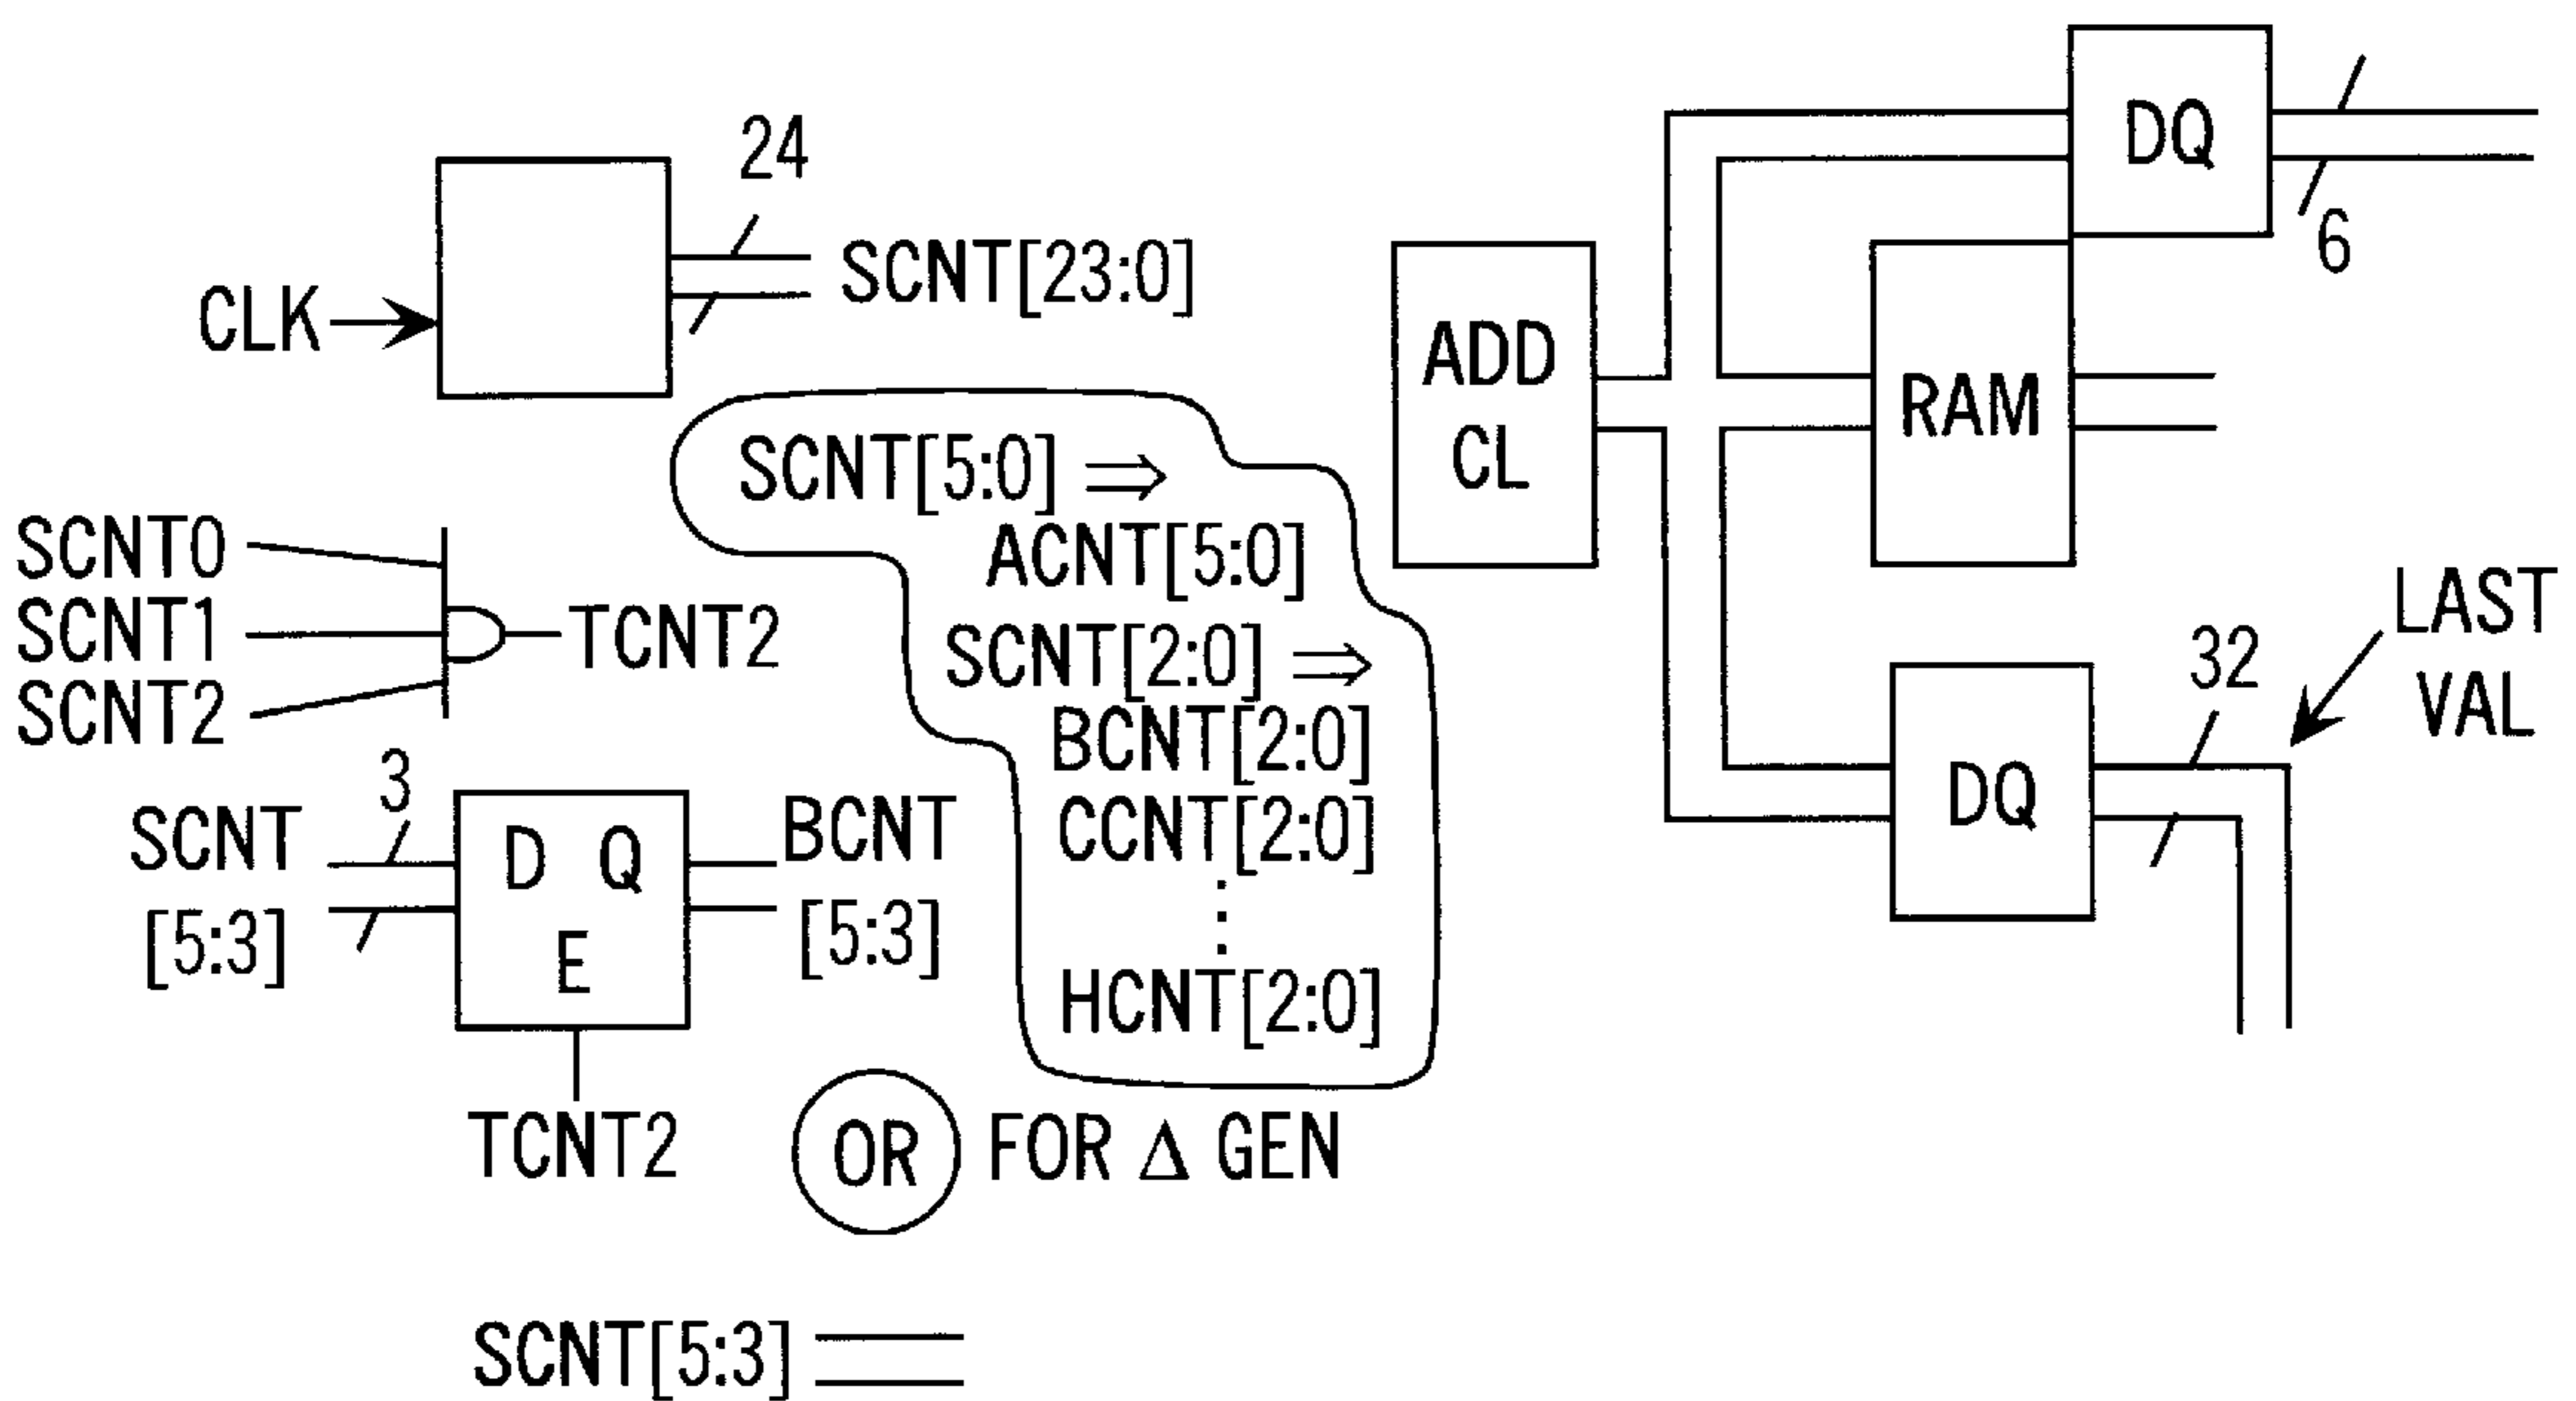 24
CLK
SCNT[23:0]
SCNT[5:0] ⇒
ACNT[5:0]
SCNT[2:0] ⇒
BCNT[2:0]
CCNT[2:0]
:
HCNT[2:0]
SCNT0
SCNT1
SCNT2
TCNT2
3
SCNT
[5:3]
D Q
E
BCNT
[5:3]
TCNT2
OR FOR Δ GEN
SCNT[5:3]
ADD
CL
DQ
6
RAM
DQ
32
LAST
VAL